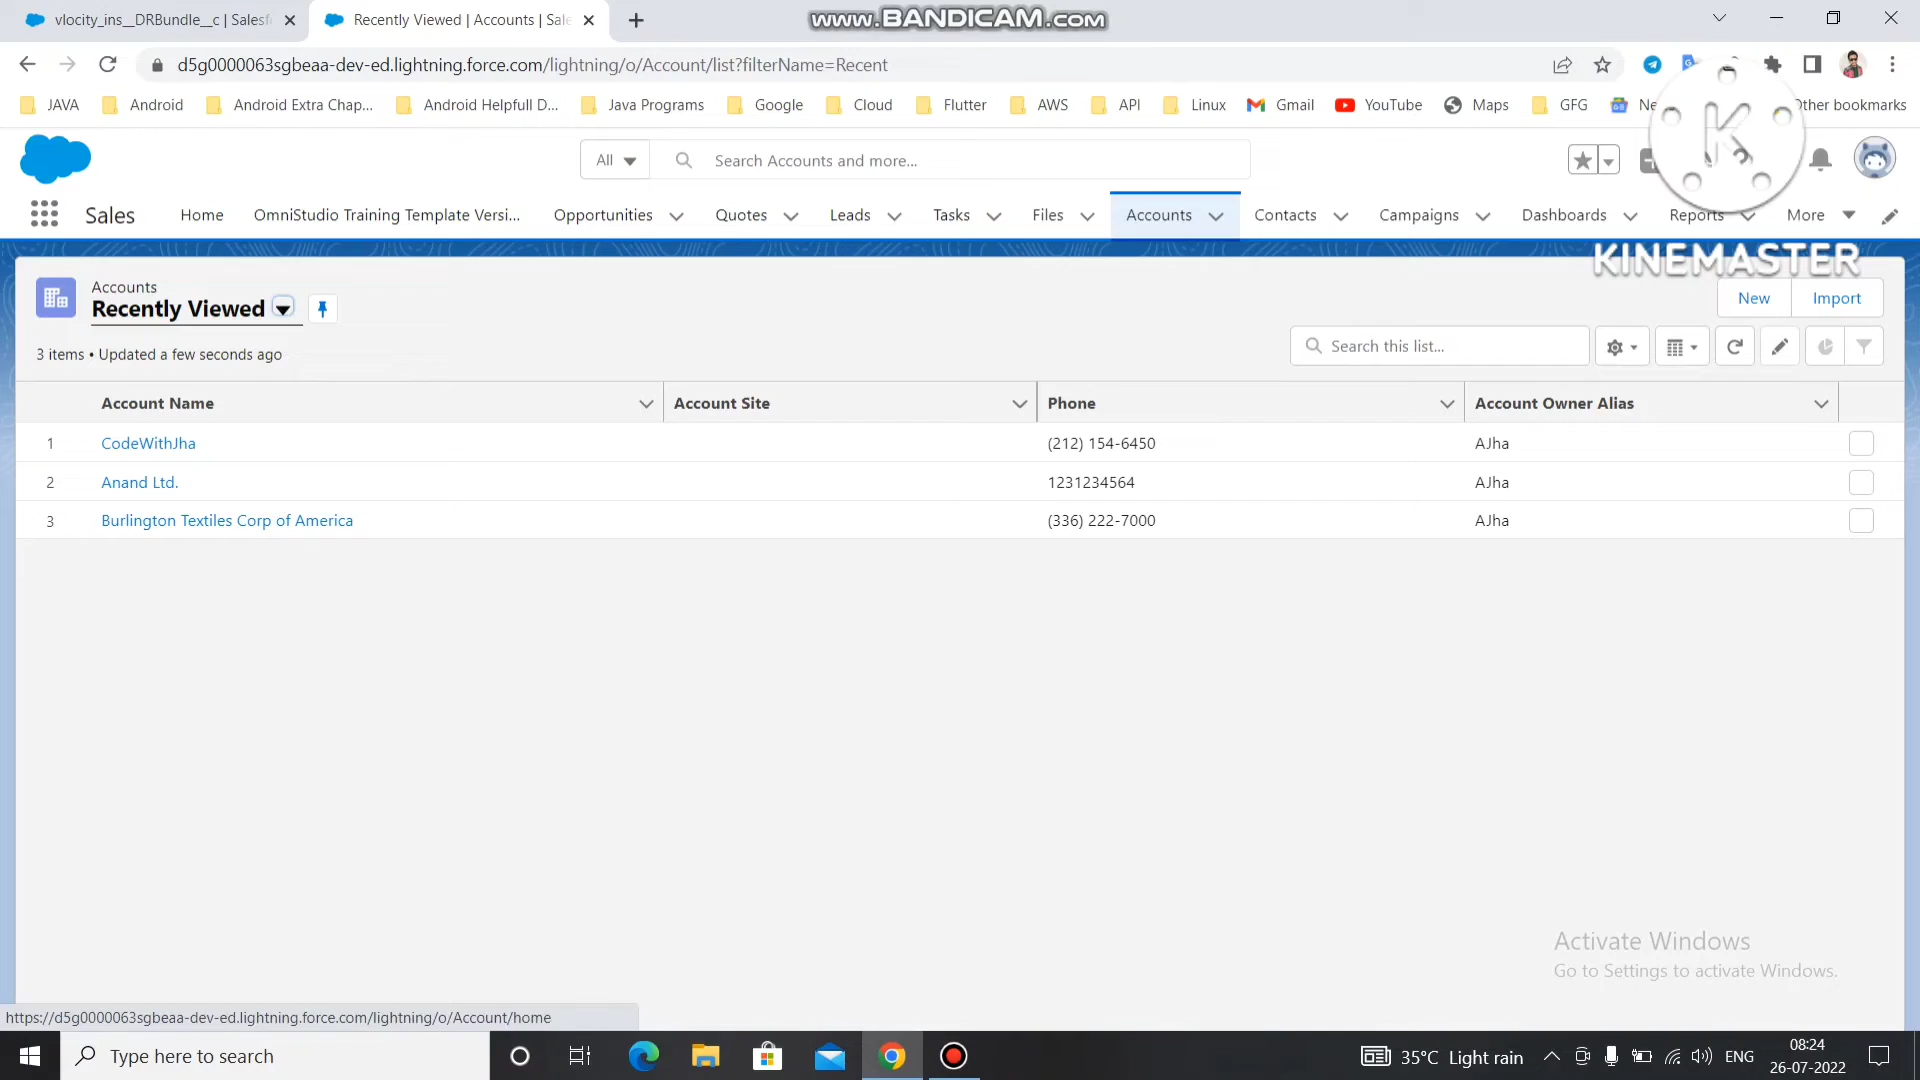 vlocity_ins__DRBundle__c | Salesf
Recently Viewed | Accounts | Sale
www.BANDICAM.com
d5g0000063sgbeaa-dev-ed.lightning.force.com/lightning/o/Account/list?filterName=Recent
JAVA
Android
Android Extra Chap...
Android Helpfull D...
Java Programs
Google
Cloud
Flutter
AWS
API
Linux
Gmail
YouTube
Maps
GFG
Other bookmarks
All
Search Accounts and more...
Sales
Home
OmniStudio Training Template Versi...
Opportunities
Quotes
Leads
Tasks
Files
Accounts
Contacts
Campaigns
Dashboards
Reports
More
K
KINEMASTER
Accounts
Recently Viewed
New
Import
3 items • Updated a few seconds ago
Search this list...
Account Name
Account Site
Phone
Account Owner Alias
1 CodeWithJha (212) 154-6450 AJha
2 Anand Ltd. 1231234564 AJha
3 Burlington Textiles Corp of America (336) 222-7000 AJha
Activate Windows
Go to Settings to activate Windows.
https://d5g0000063sgbeaa-dev-ed.lightning.force.com/lightning/o/Account/home
Type here to search
35°C Light rain
ENG
08:24
26-07-2022